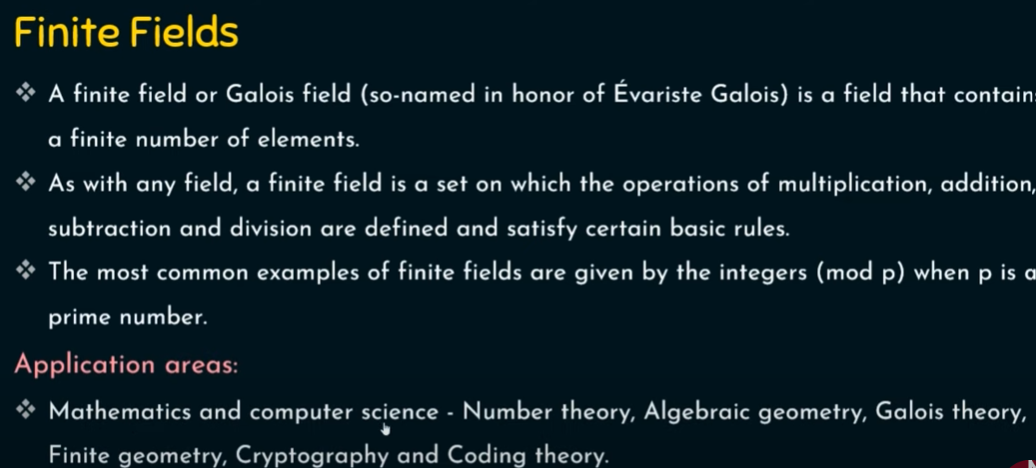 Finite Fields
❖ A finite field or Galois field (so-named in honor of Évariste Galois) is a field that contain
a finite number of elements.
❖ As with any field, a finite field is a set on which the operations of multiplication, addition,
subtraction and division are defined and satisfy certain basic rules.
❖ The most common examples of finite fields are given by the integers (mod p) when p is a
prime number.
Application areas:
❖ Mathematics and computer science - Number theory, Algebraic geometry, Galois theory,
Finite geometry, Cryptography and Coding theory.